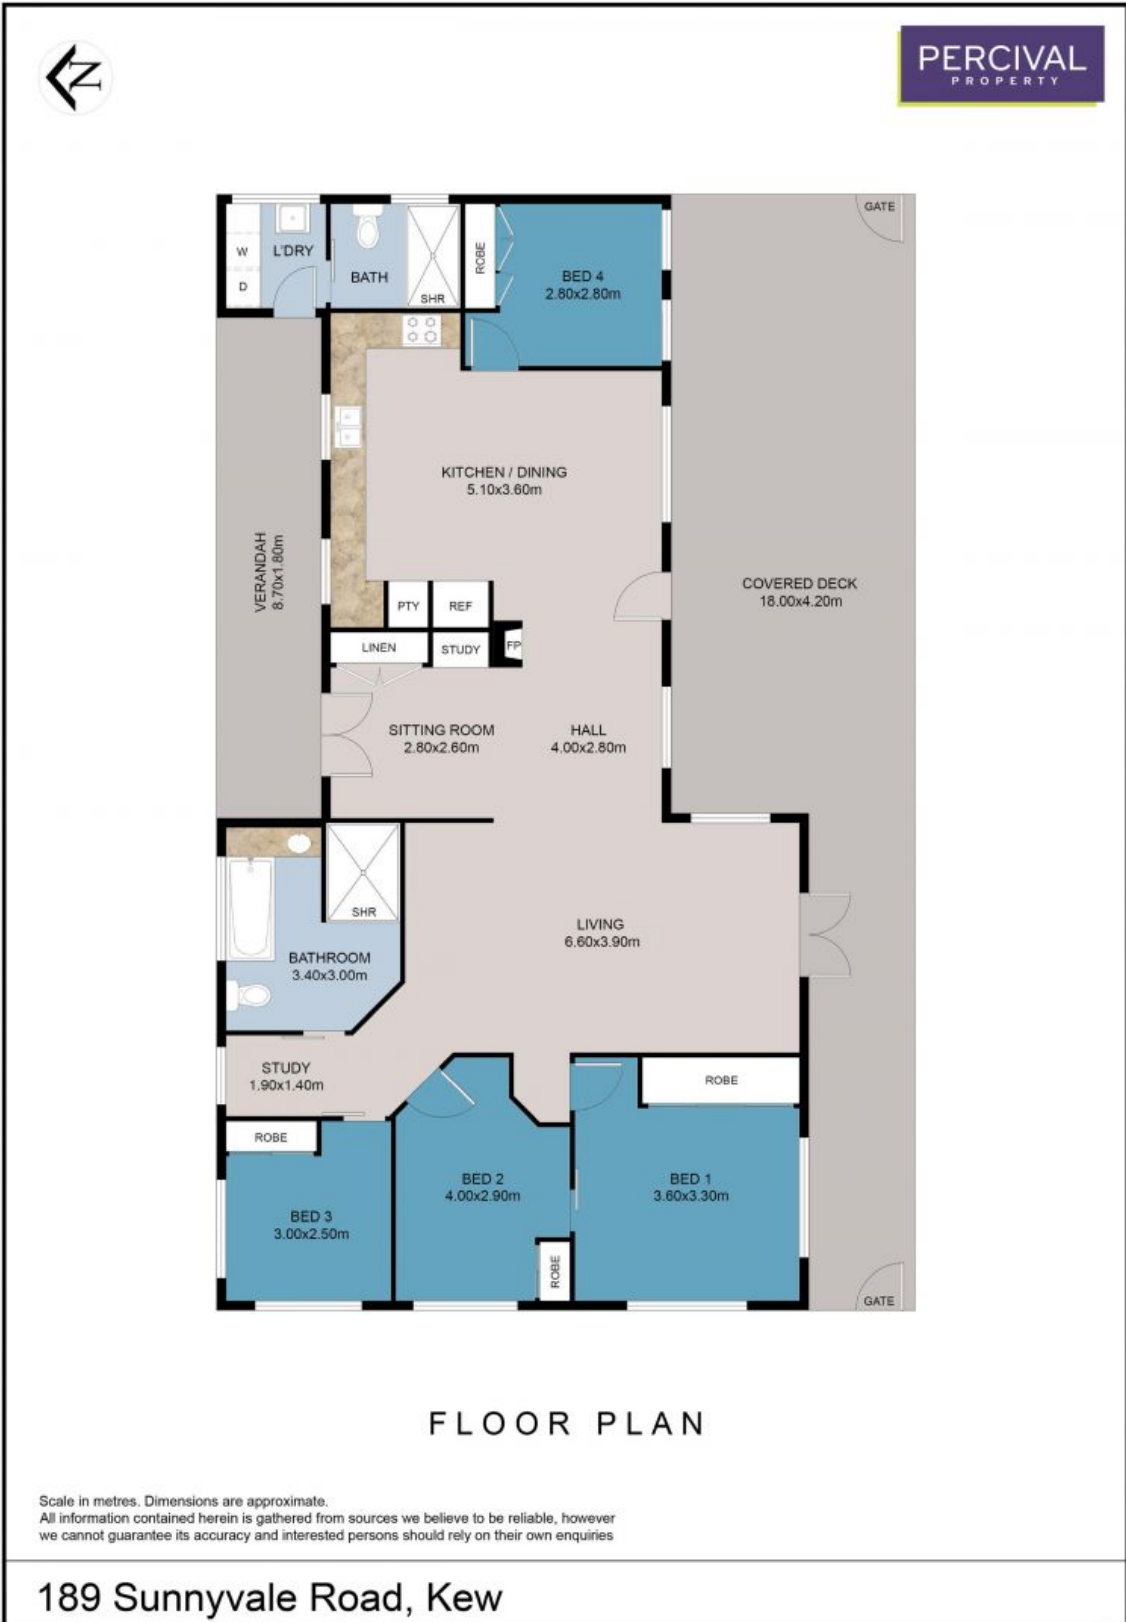 N
PERCIVAL
PROPERTY
GATE
W
L'DRY
D
BATH
SHR
ROBE
BED 4
2.80x2.80m
KITCHEN / DINING
5.10x3.60m
VERANDAH
8.70x1.80m
COVERED DECK
18.00x4.20m
PTY
REF
LINEN
STUDY
FP
SITTING ROOM
2.80x2.60m
HALL
4.00x2.80m
SHR
LIVING
6.60x3.90m
BATHROOM
3.40x3.00m
STUDY
1.90x1.40m
ROBE
ROBE
BED 3
3.00x2.50m
BED 2
4.00x2.90m
BED 1
3.60x3.30m
ROBE
GATE
FLOOR PLAN
Scale in metres. Dimensions are approximate.
All information contained herein is gathered from sources we believe to be reliable, however
we cannot guarantee its accuracy and interested persons should rely on their own enquiries
189 Sunnyvale Road, Kew